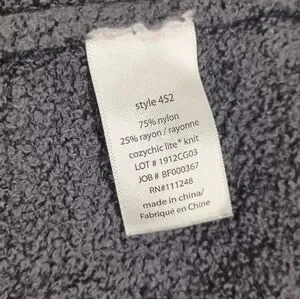 style 452
75% nylon
25% rayon / rayonne
cozychic lite® knit
LOT # 1912CG03
JOB # BF000367
RN#111248
made in china/
Fabriqué en Chine